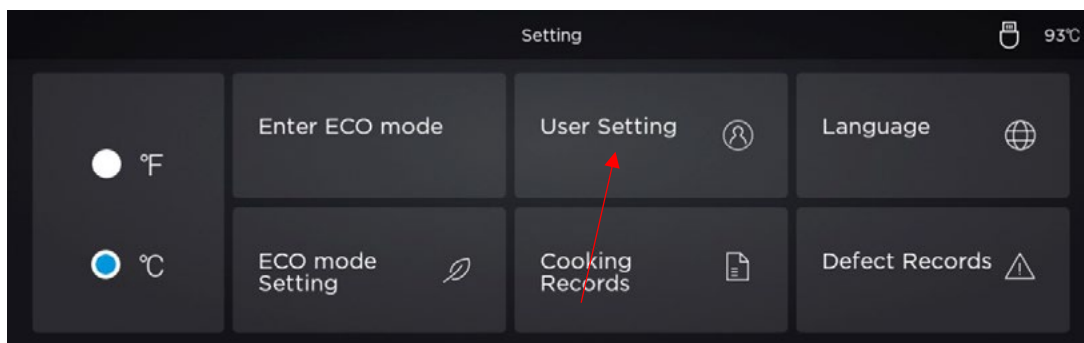 Setting
93℃
℉
℃
Enter ECO mode
User Setting
Language
ECO mode
Setting
Cooking
Records
Defect Records